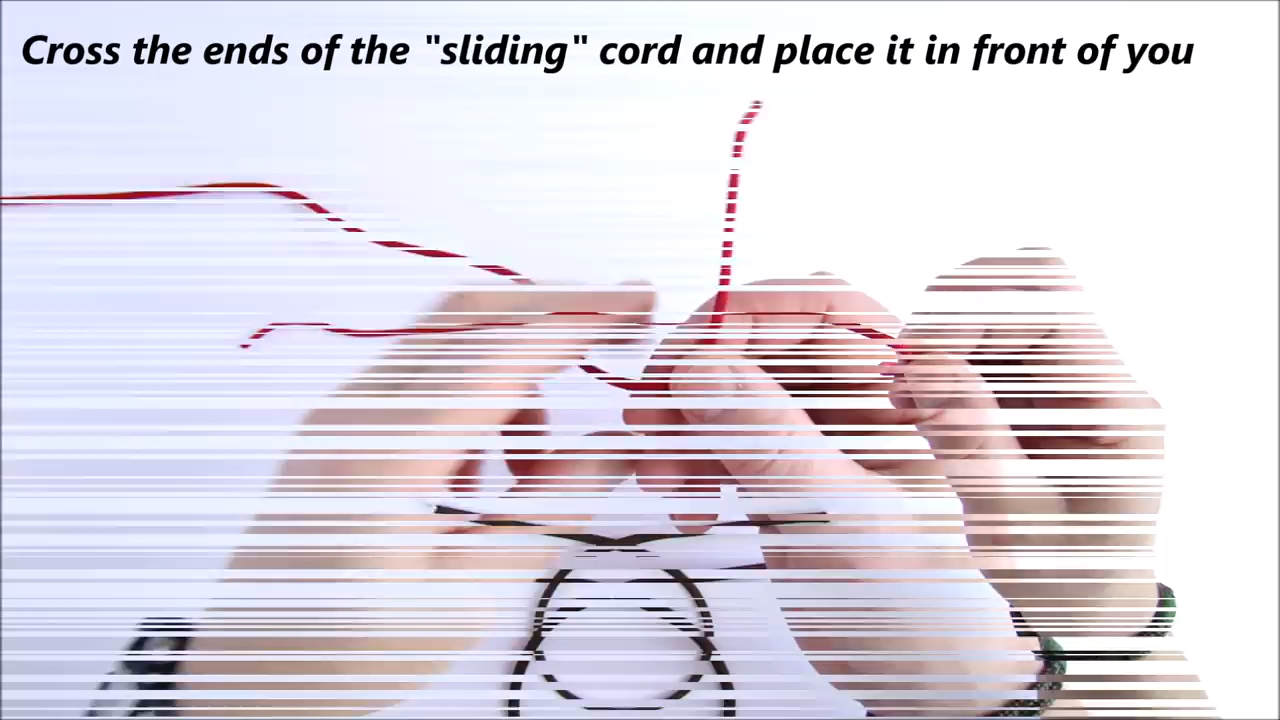 Cross the ends of the "sliding" cord and place it in front of you